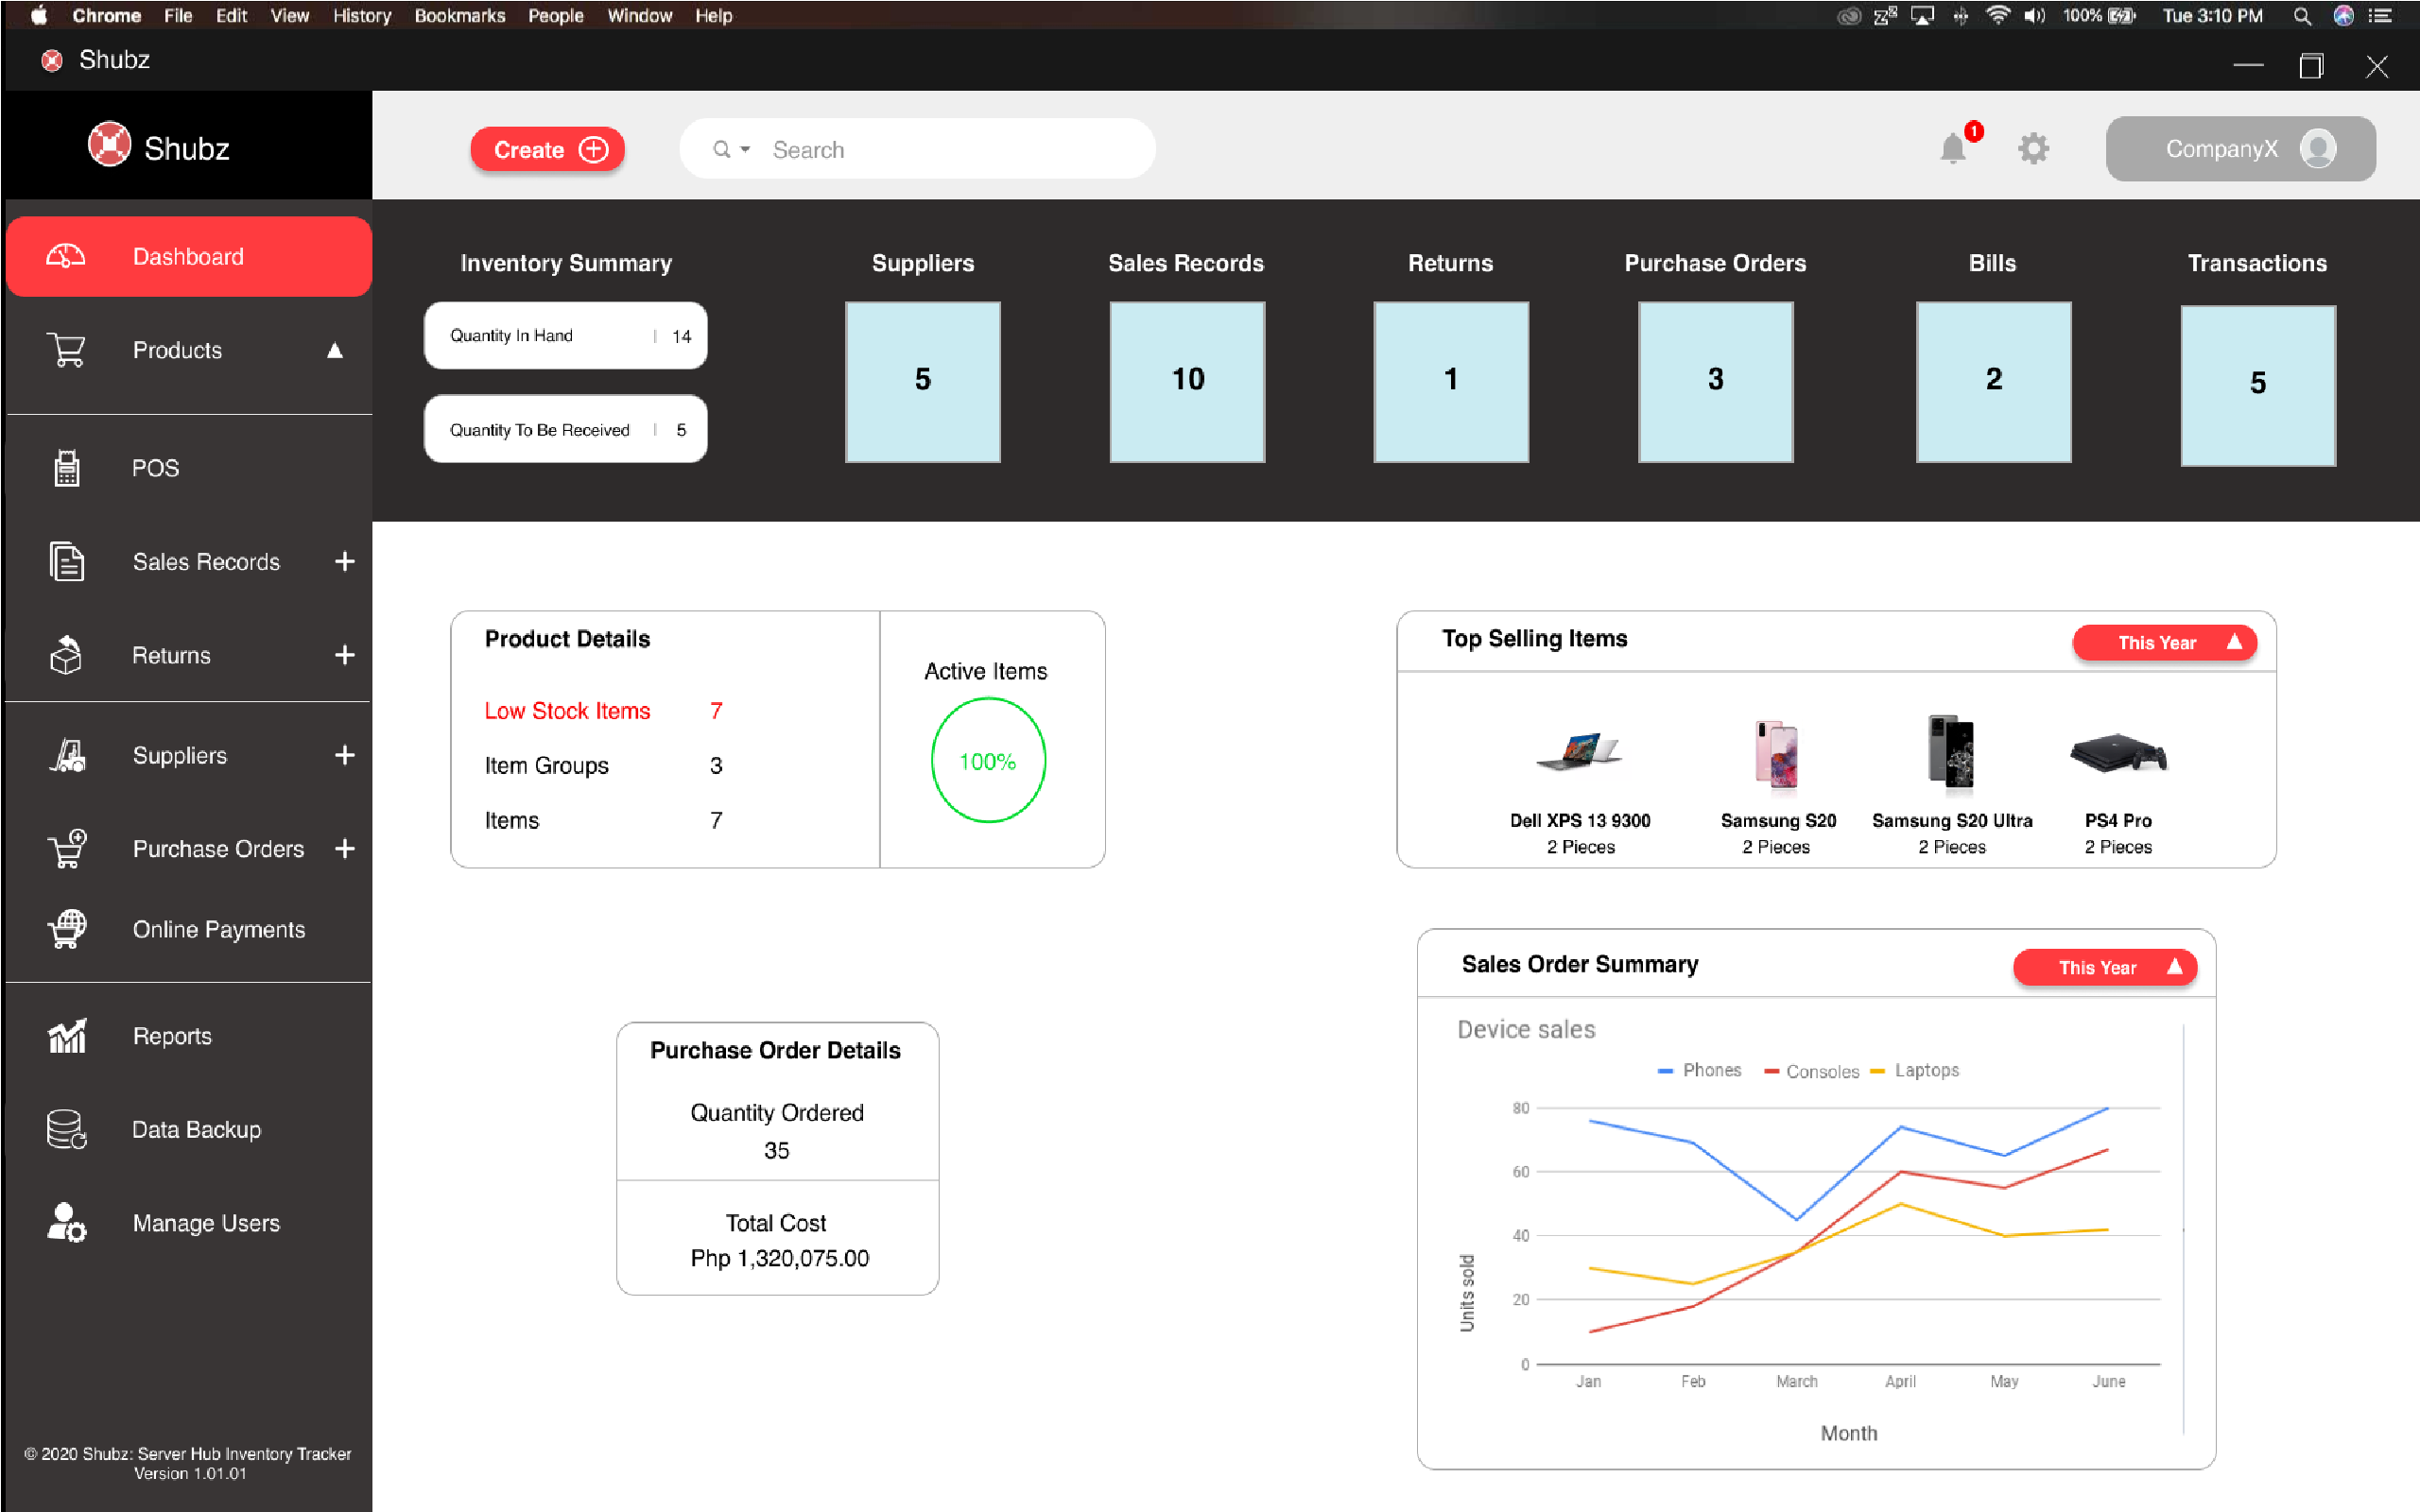 Chrome File Edit View History Bookmarks People Window Help 100% Tue 3:10 PM
Shubz
Shubz
Create
Search
1
CompanyX
Dashboard
Products
POS
Sales Records
Returns
Suppliers
Purchase Orders
Online Payments
Reports
Data Backup
Manage Users
© 2020 Shubz: Server Hub Inventory Tracker
Version 1.01.01
Inventory Summary
Quantity In Hand | 14
Quantity To Be Received | 5
Suppliers
5
Sales Records
10
Returns
1
Purchase Orders
3
Bills
2
Transactions
5
Product Details
Low Stock Items 7
Item Groups 3
Items 7
Active Items
100%
Top Selling Items
This Year
Dell XPS 13 9300
2 Pieces
Samsung S20
2 Pieces
Samsung S20 Ultra
2 Pieces
PS4 Pro
2 Pieces
Purchase Order Details
Quantity Ordered
35
Total Cost
Php 1,320,075.00
Sales Order Summary
This Year
Device sales
Phones Consoles Laptops
80
60
40
20
0
Units sold
Jan Feb March April May June
Month